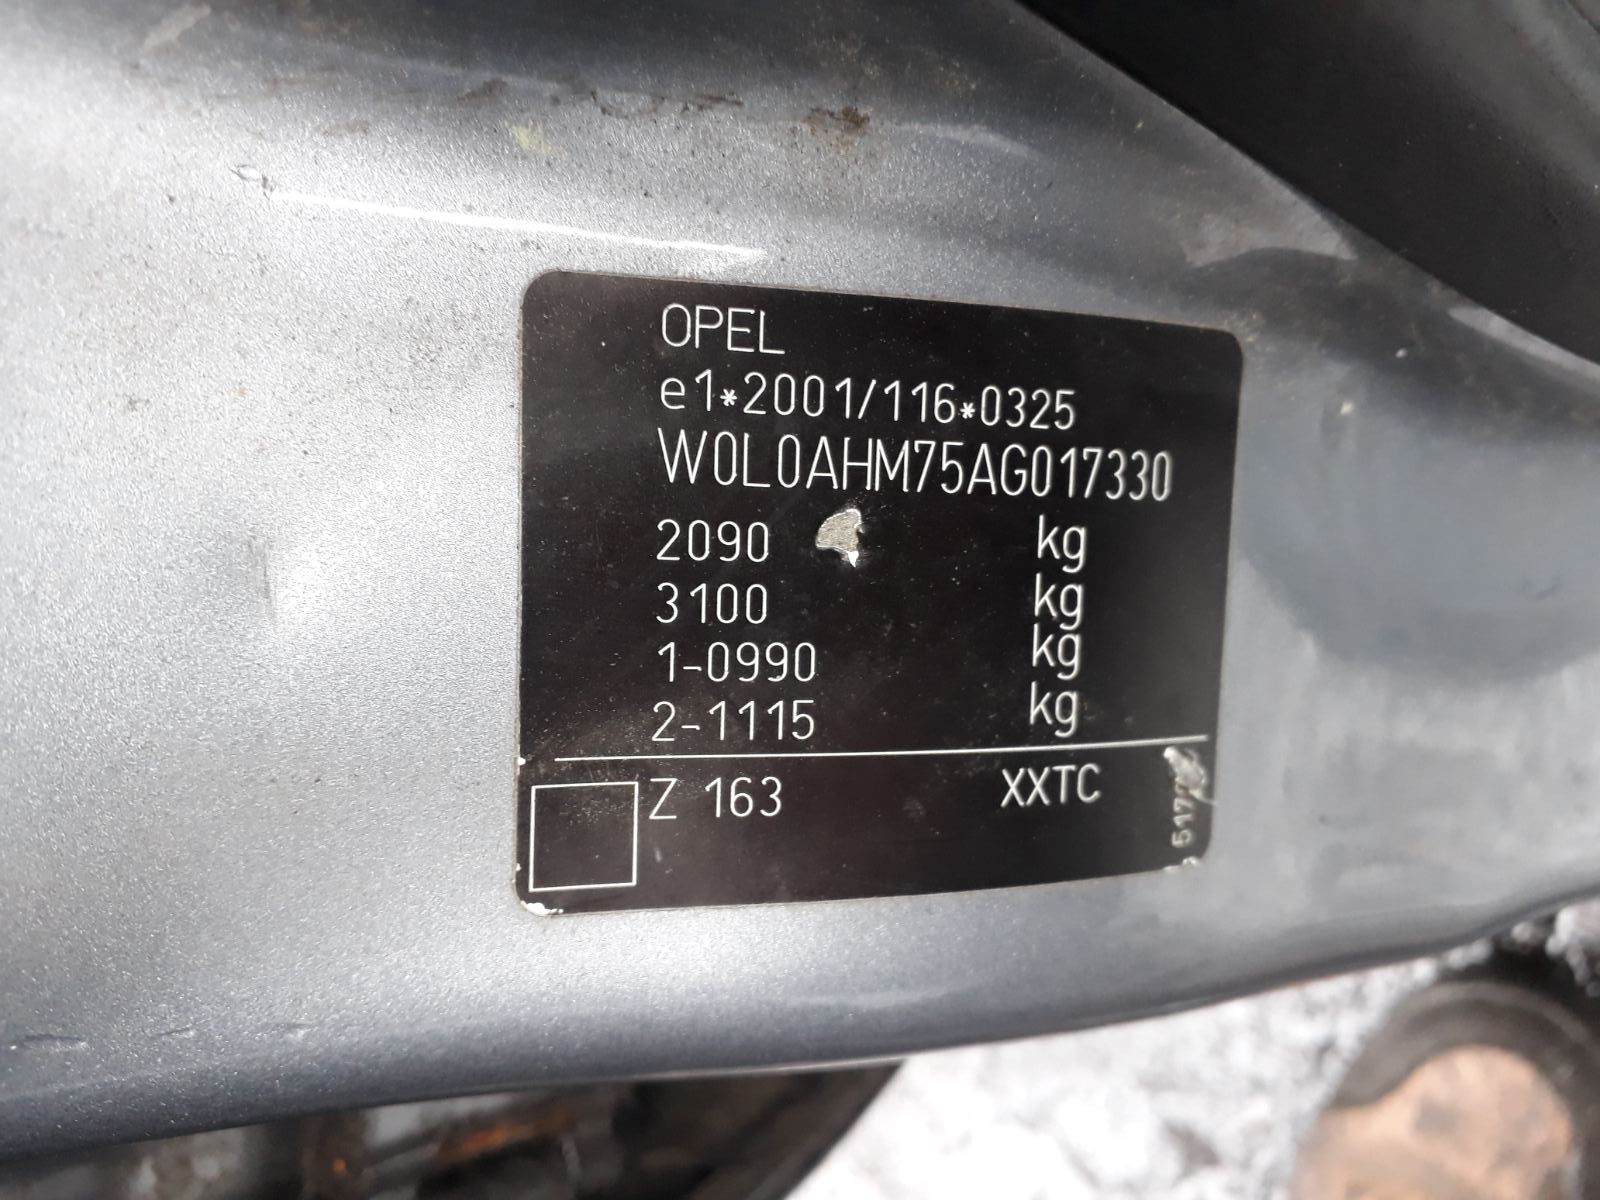 OPEL
e1*2001/116*0325
W0L0AHM75AG017330
2090 kg
3100 kg
1-0990 kg
2-1115 kg
Z 163 XXTC